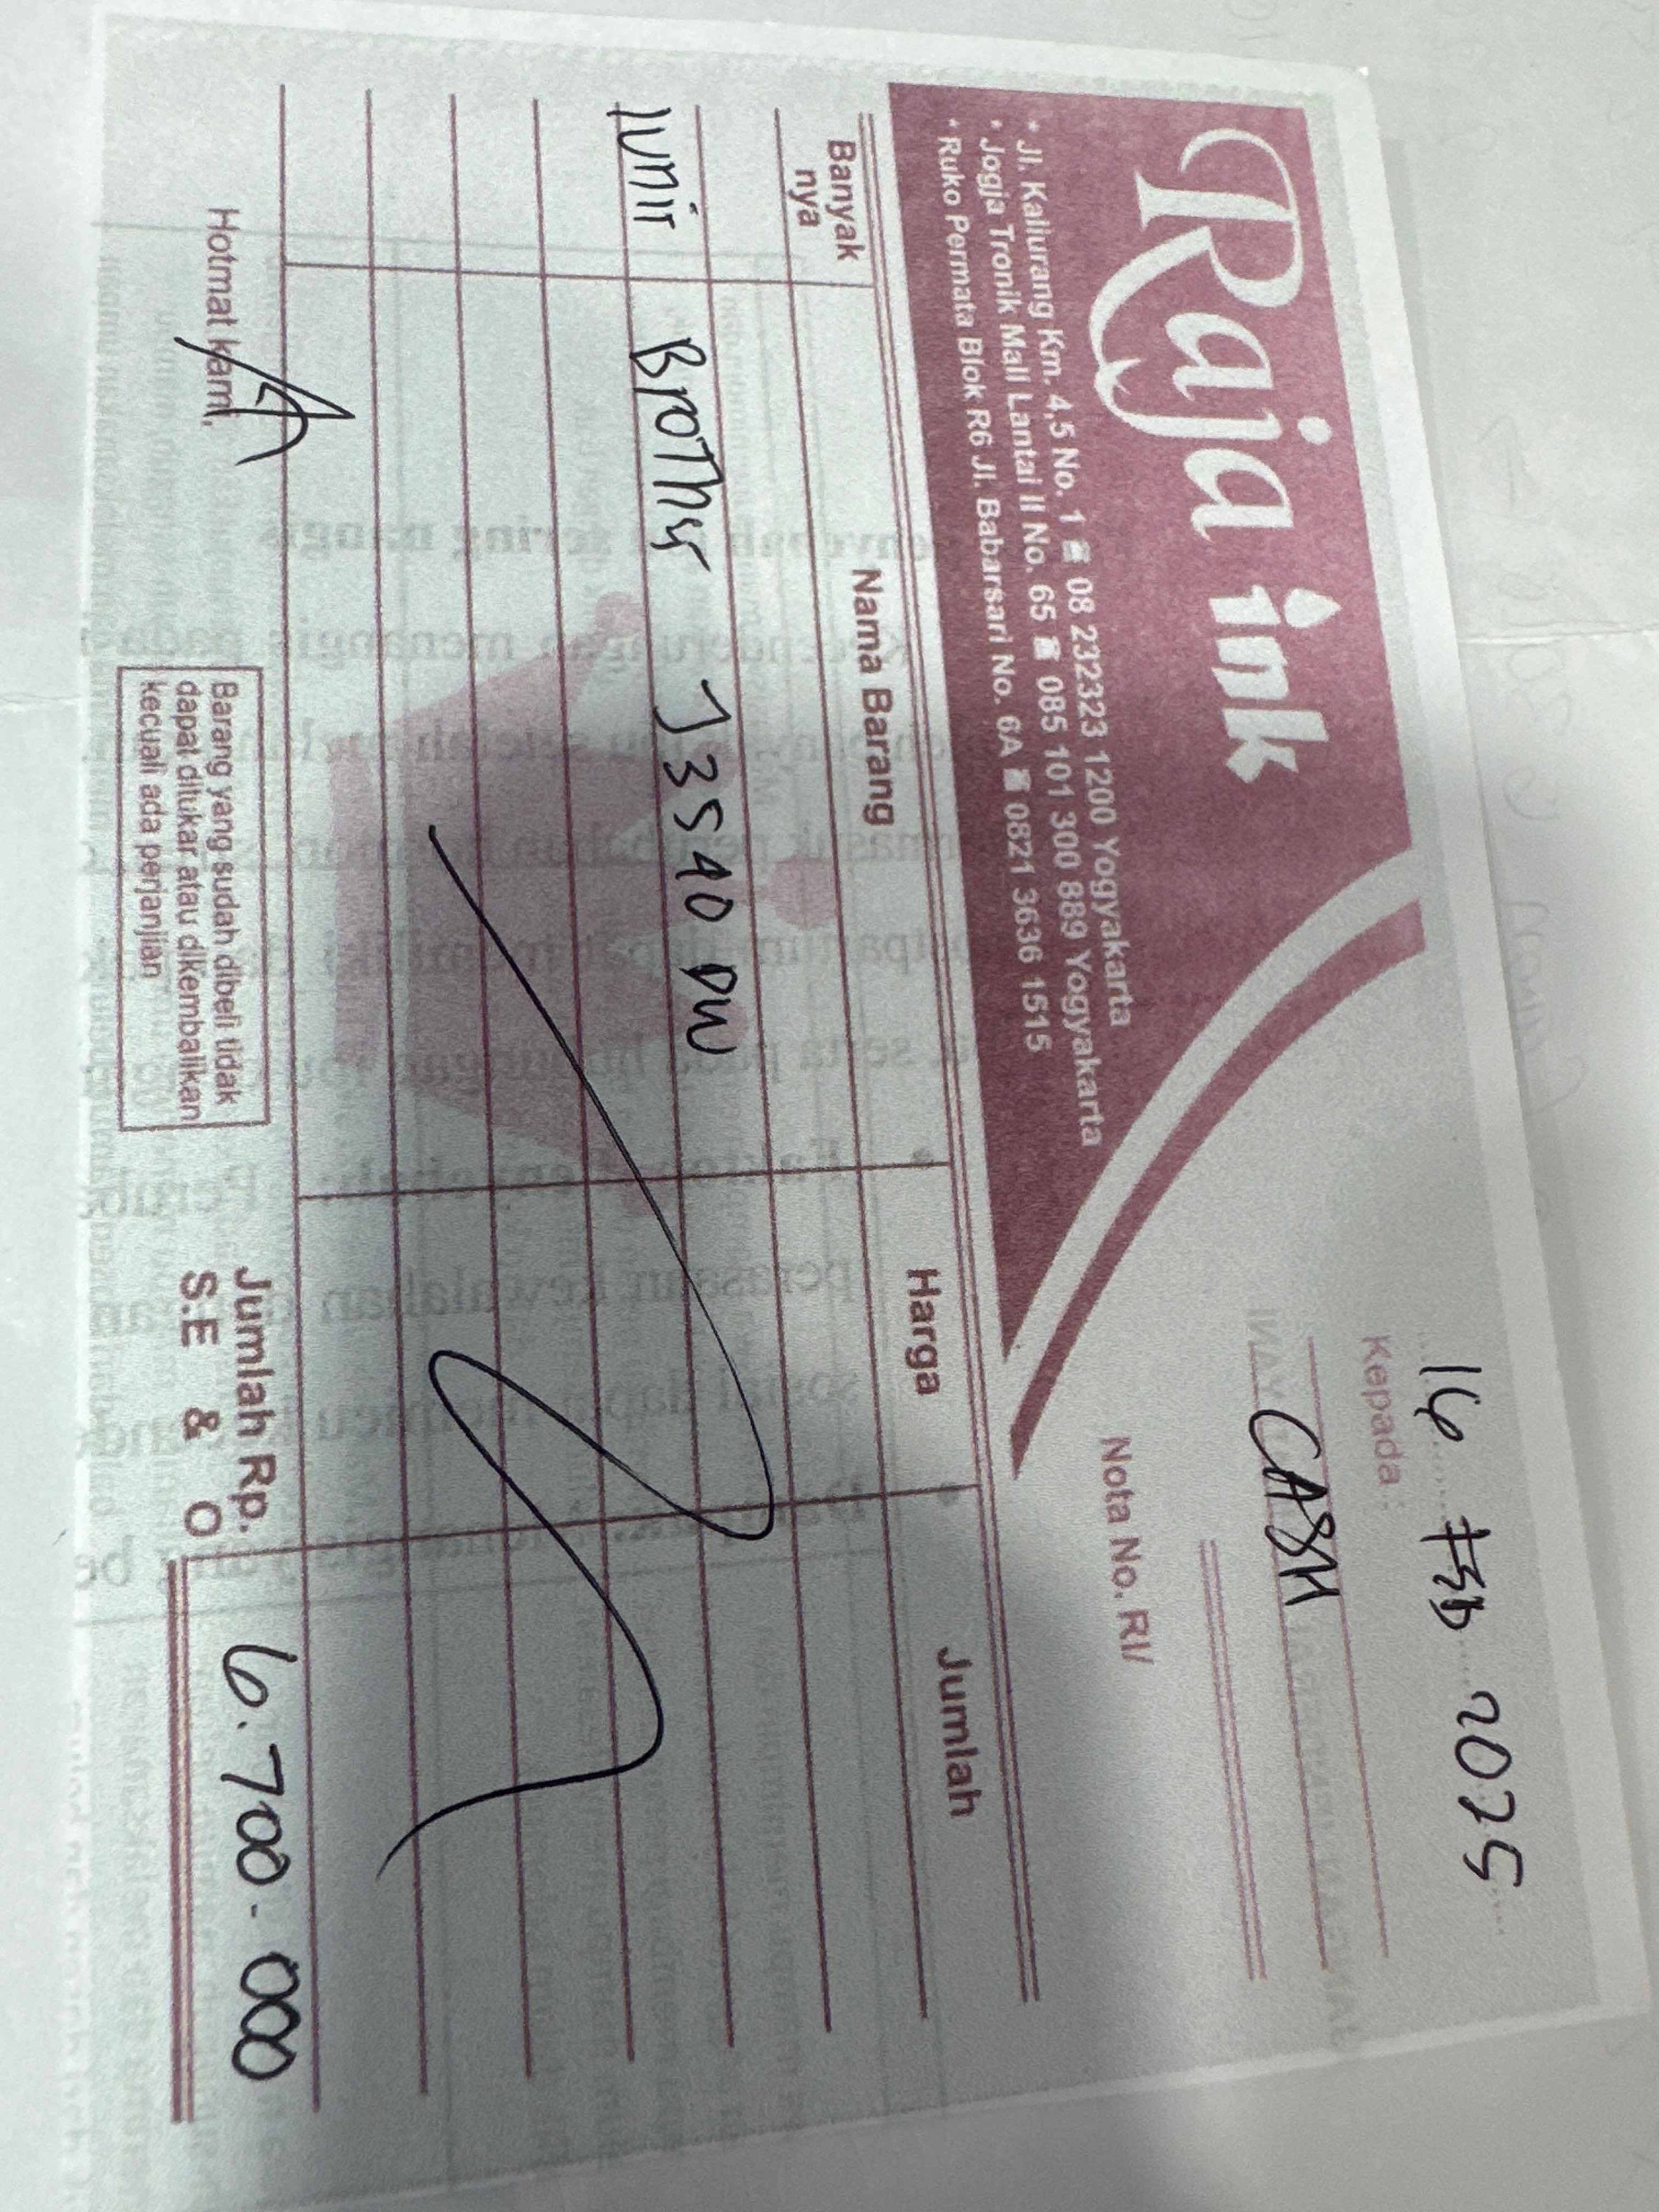 Raja ink
* Jl. Kaliurang Km. 4,5 No. 1 ☎ 08 232323 1200 Yogyakarta
* Jogja Tronik Mall Lantai II No. 65 ☎ 085 101 300 889 Yogyakarta
* Ruko Permata Blok R6 Jl. Babarsari No. 6A ☎ 0821 3636 1515
16 FEB 2025
Kepada :
CASH
Nota No. RI/
Banyak nya Nama Barang Harga Jumlah
1 UNIT BROTHER J3540 DW
Jumlah Rp. 6.700.000
S.E & O
Hotmat kami,
Barang yang sudah dibeli tidak
dapat ditukar atau dikembalikan
kecuali ada perjanjian